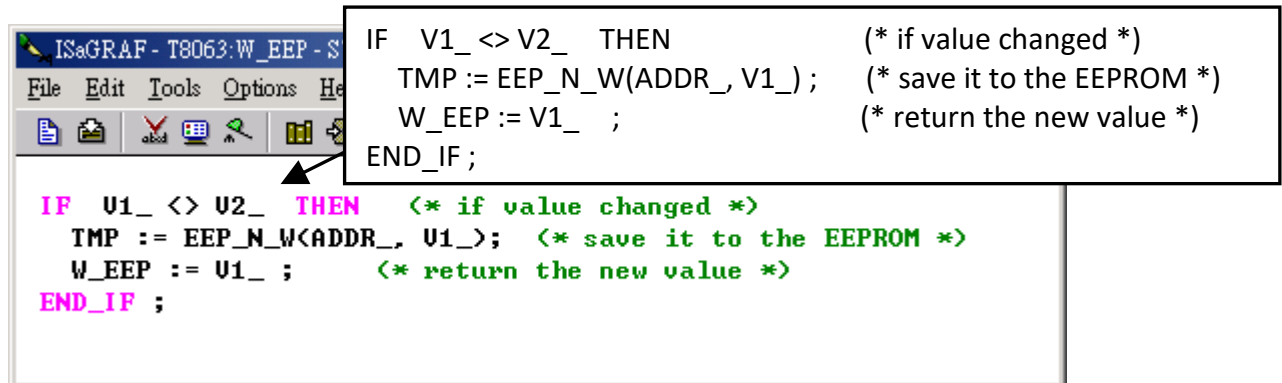 ISaGRAF - T8063:W_EEP - S
File Edit Tools Options He
IF V1_ <> V2_ THEN (* if value changed *)
TMP := EEP_N_W(ADDR_, V1_) ; (* save it to the EEPROM *)
W_EEP := V1_ ; (* return the new value *)
END_IF ;
IF V1_ <> V2_ THEN (* if value changed *)
TMP := EEP_N_W(ADDR_, V1_); (* save it to the EEPROM *)
W_EEP := V1_ ; (* return the new value *)
END_IF ;